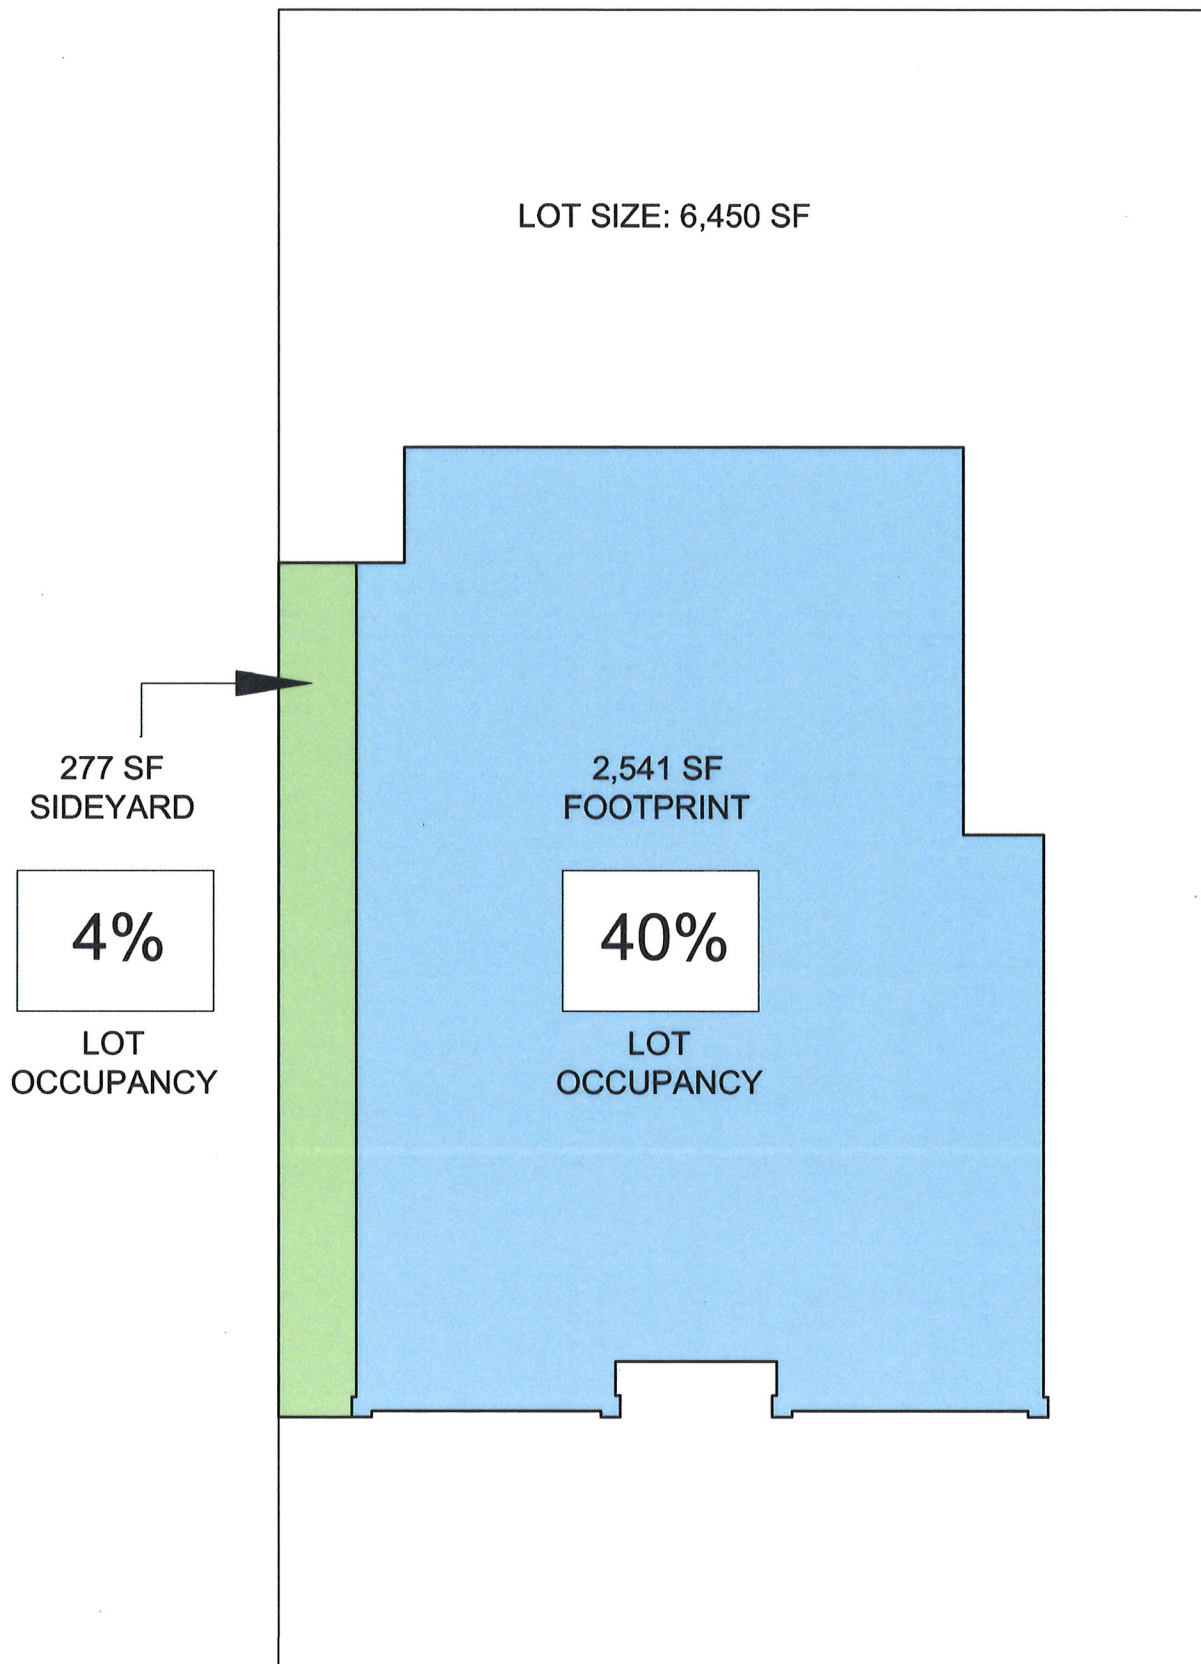 LOT SIZE: 6,450 SF
277 SF
SIDEYARD
4%
LOT
OCCUPANCY
2,541 SF
FOOTPRINT
40%
LOT
OCCUPANCY